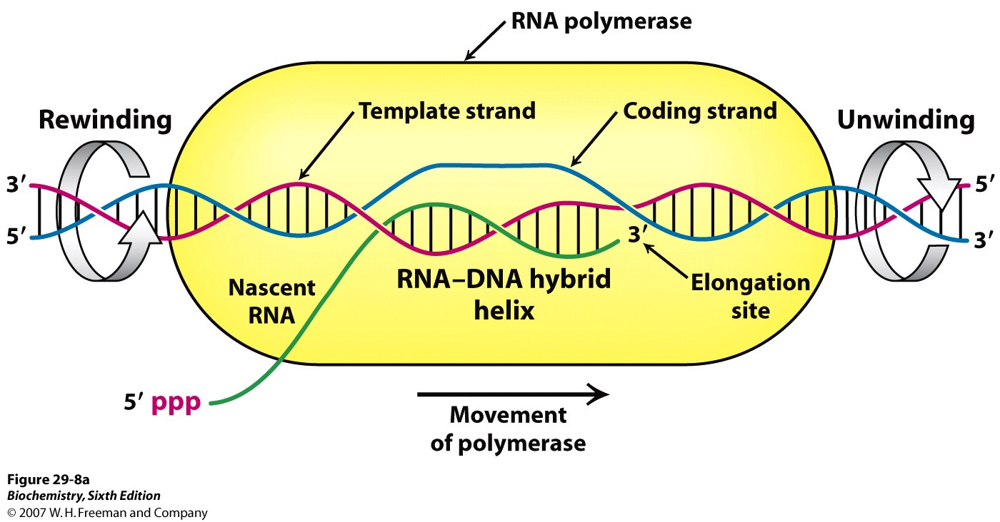 RNA polymerase
Template strand
Coding strand
Rewinding
Unwinding
3′
5′
5′
3′
3′
Nascent
RNA
RNA–DNA hybrid
helix
Elongation
site
5′ ppp
Movement
of polymerase
Figure 29-8a
Biochemistry, Sixth Edition
© 2007 W. H. Freeman and Company